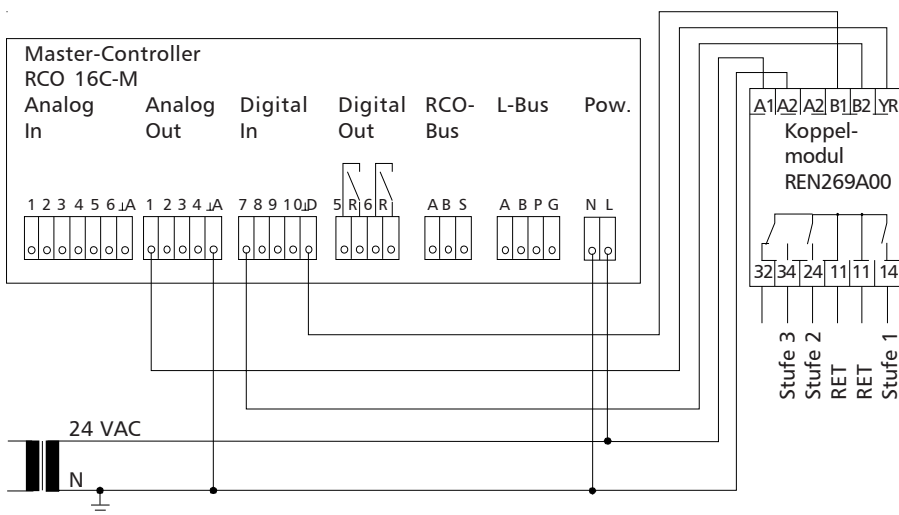 Master-Controller
RCO 16C-M
Analog In
Analog Out
Digital In
Digital Out
RCO-Bus
L-Bus
Pow.
1 2 3 4 5 6 ⊥A
1 2 3 4 ⊥A
7 8 9 10 ⊥D
5 R 6 R
A B S
A B P G
N L
A1 A2 A2 B1 B2 YR
Koppel-
modul
REN269A00
32 34 24 11 11 14
Stufe 3
Stufe 2
RET
RET
Stufe 1
24 VAC
N